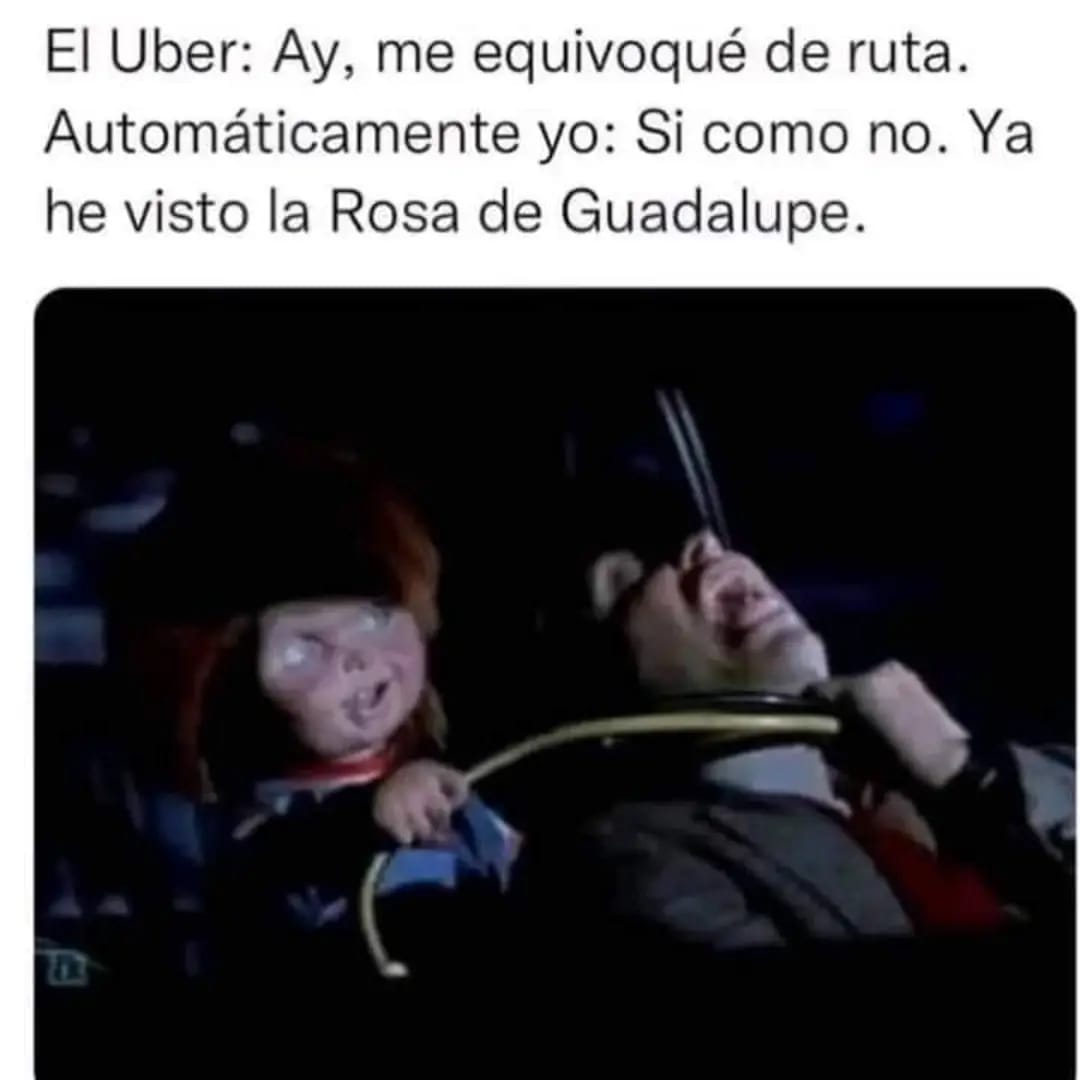 El Uber: Ay, me equivoqué de ruta.
Automáticamente yo: Si como no. Ya
he visto la Rosa de Guadalupe.